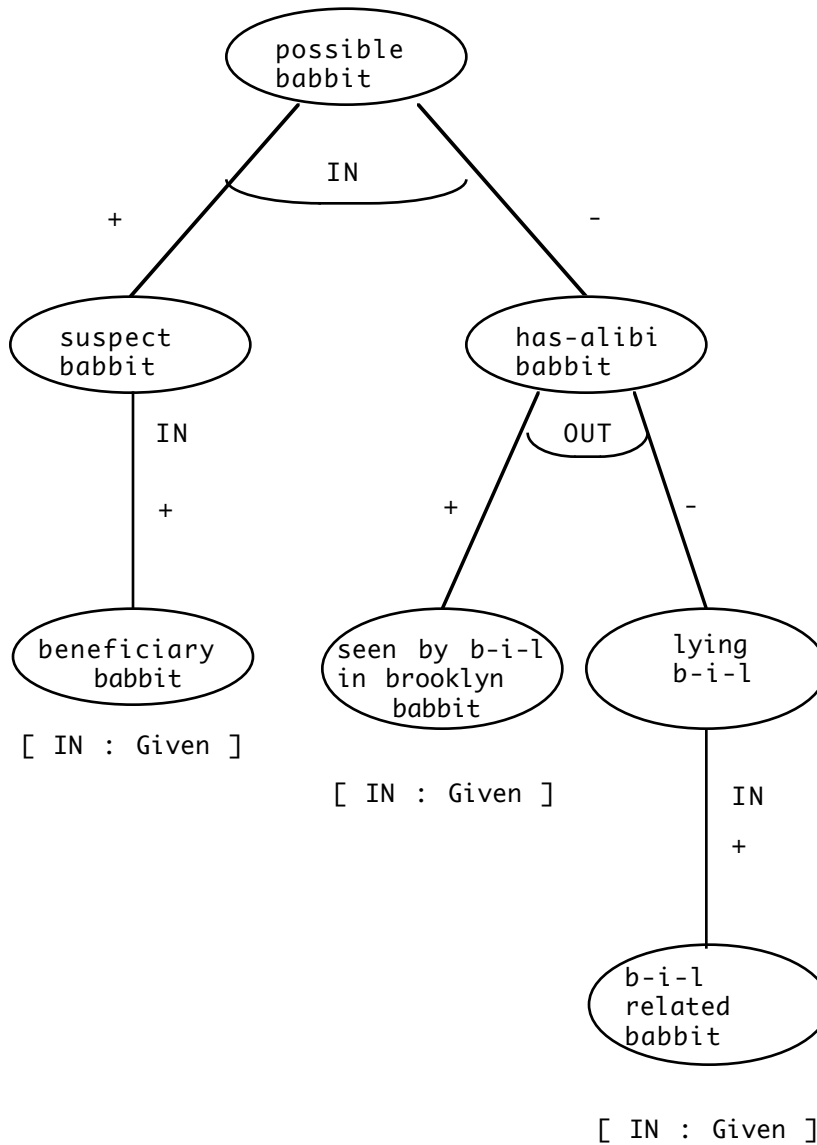 possible
babbit
IN
+
-
suspect
babbit
has-alibi
babbit
IN
OUT
+
+
-
beneficiary
babbit
seen by b-i-l
in brooklyn
babbit
lying
b-i-l
[ IN : Given ]
[ IN : Given ]
IN
+
b-i-l
related
babbit
[ IN : Given ]